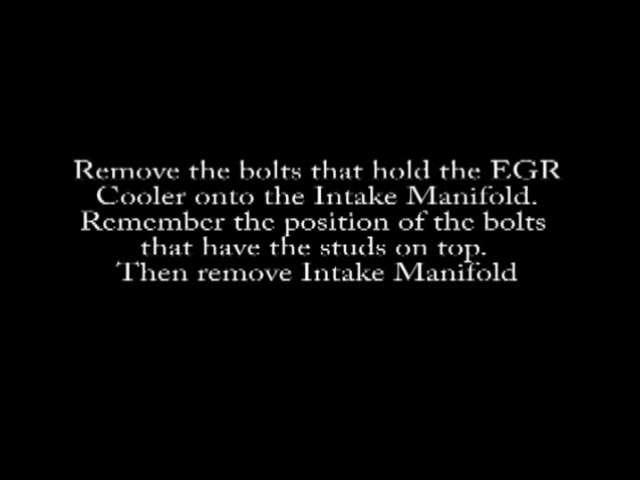 Remove the bolts that hold the EGR
Cooler onto the Intake Manifold.
Remember the position of the bolts
that have the studs on top.
Then remove Intake Manifold